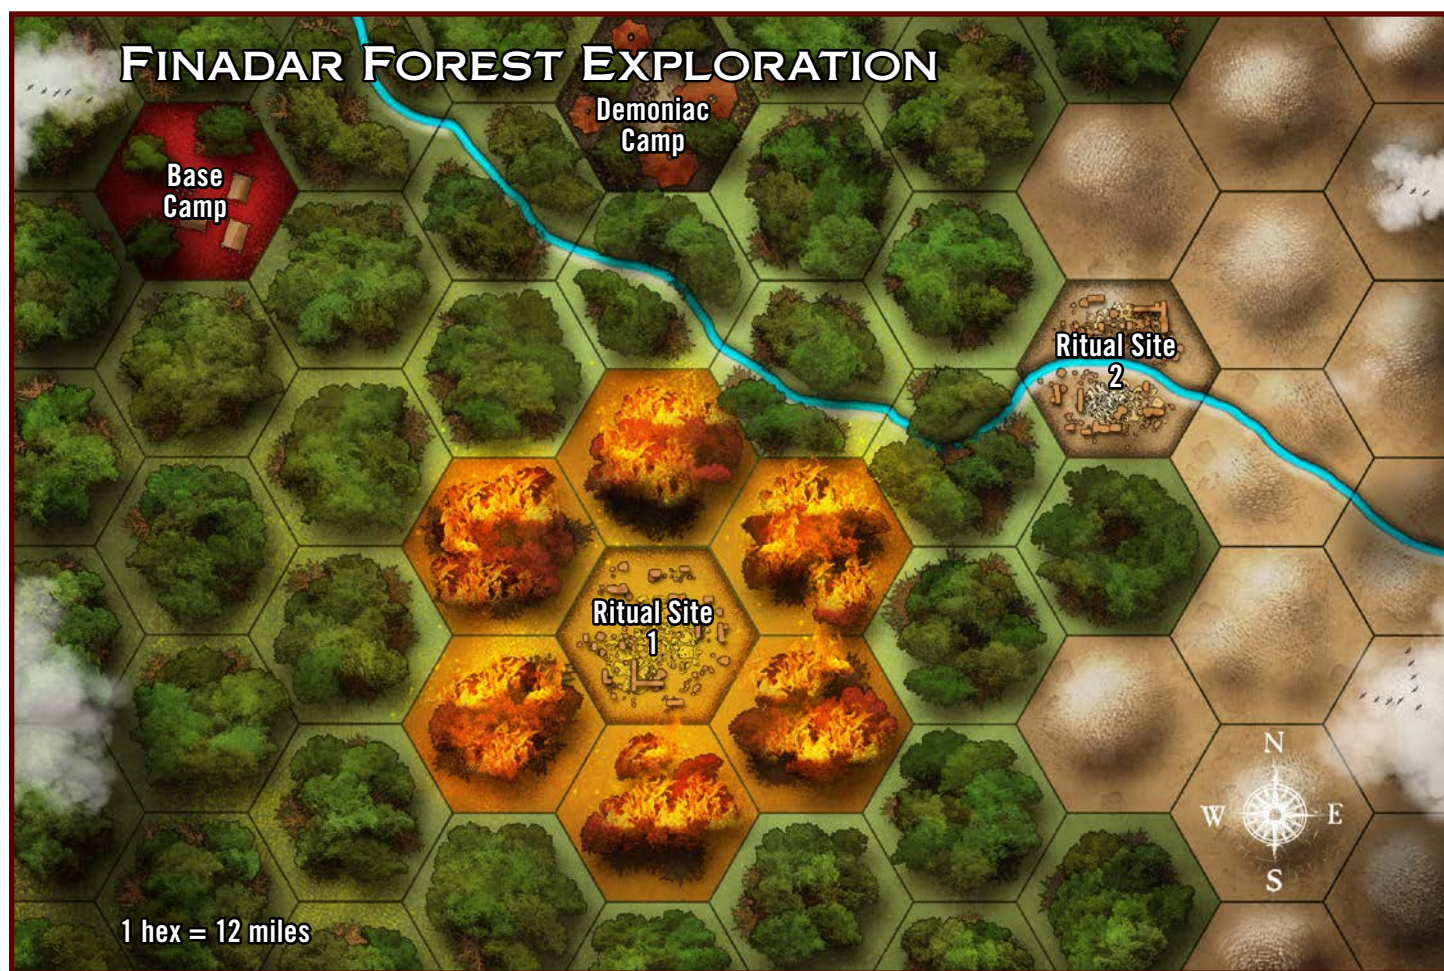 FINADAR FOREST EXPLORATION
Demoniac
Camp
Base
Camp
Ritual Site
2
Ritual Site
1
N
W
E
S
1 hex = 12 miles